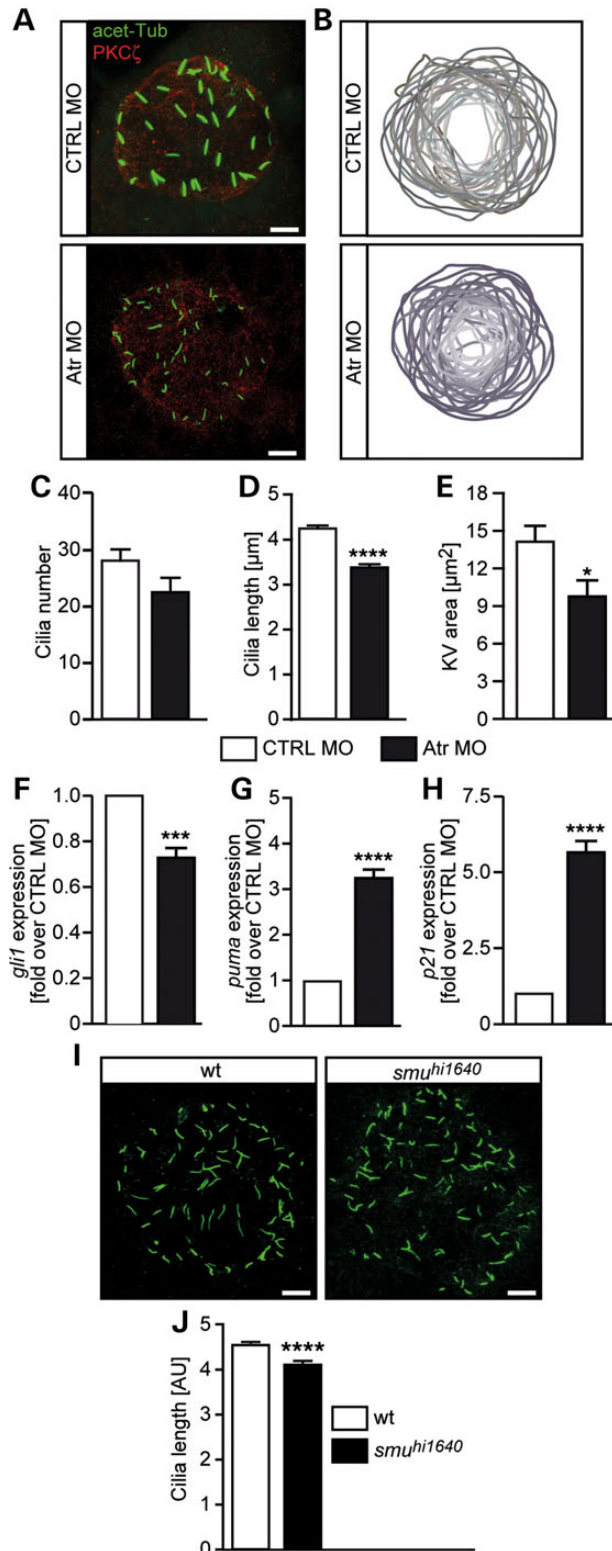 A
B
acet-Tub
PKCζ
CTRL MO
CTRL MO
Atr MO
Atr MO
C
D
E
Cilia number
40
30
20
10
0
Cilia length [µm]
5
4
3
2
1
0
****
KV area [µm2]
18
15
12
9
6
3
0
*
CTRL MO
Atr MO
F
G
H
gli1 expression
[fold over CTRL MO]
1.0
0.8
0.6
0.4
0.2
0
***
puma expression
[fold over CTRL MO]
5
4
3
2
1
0
****
p21 expression
[fold over CTRL MO]
7.5
5
2.5
0
****
I
wt
smuhi1640
J
Cilia length [AU]
5
4
4
2
1
0
****
wt
smuhi1640